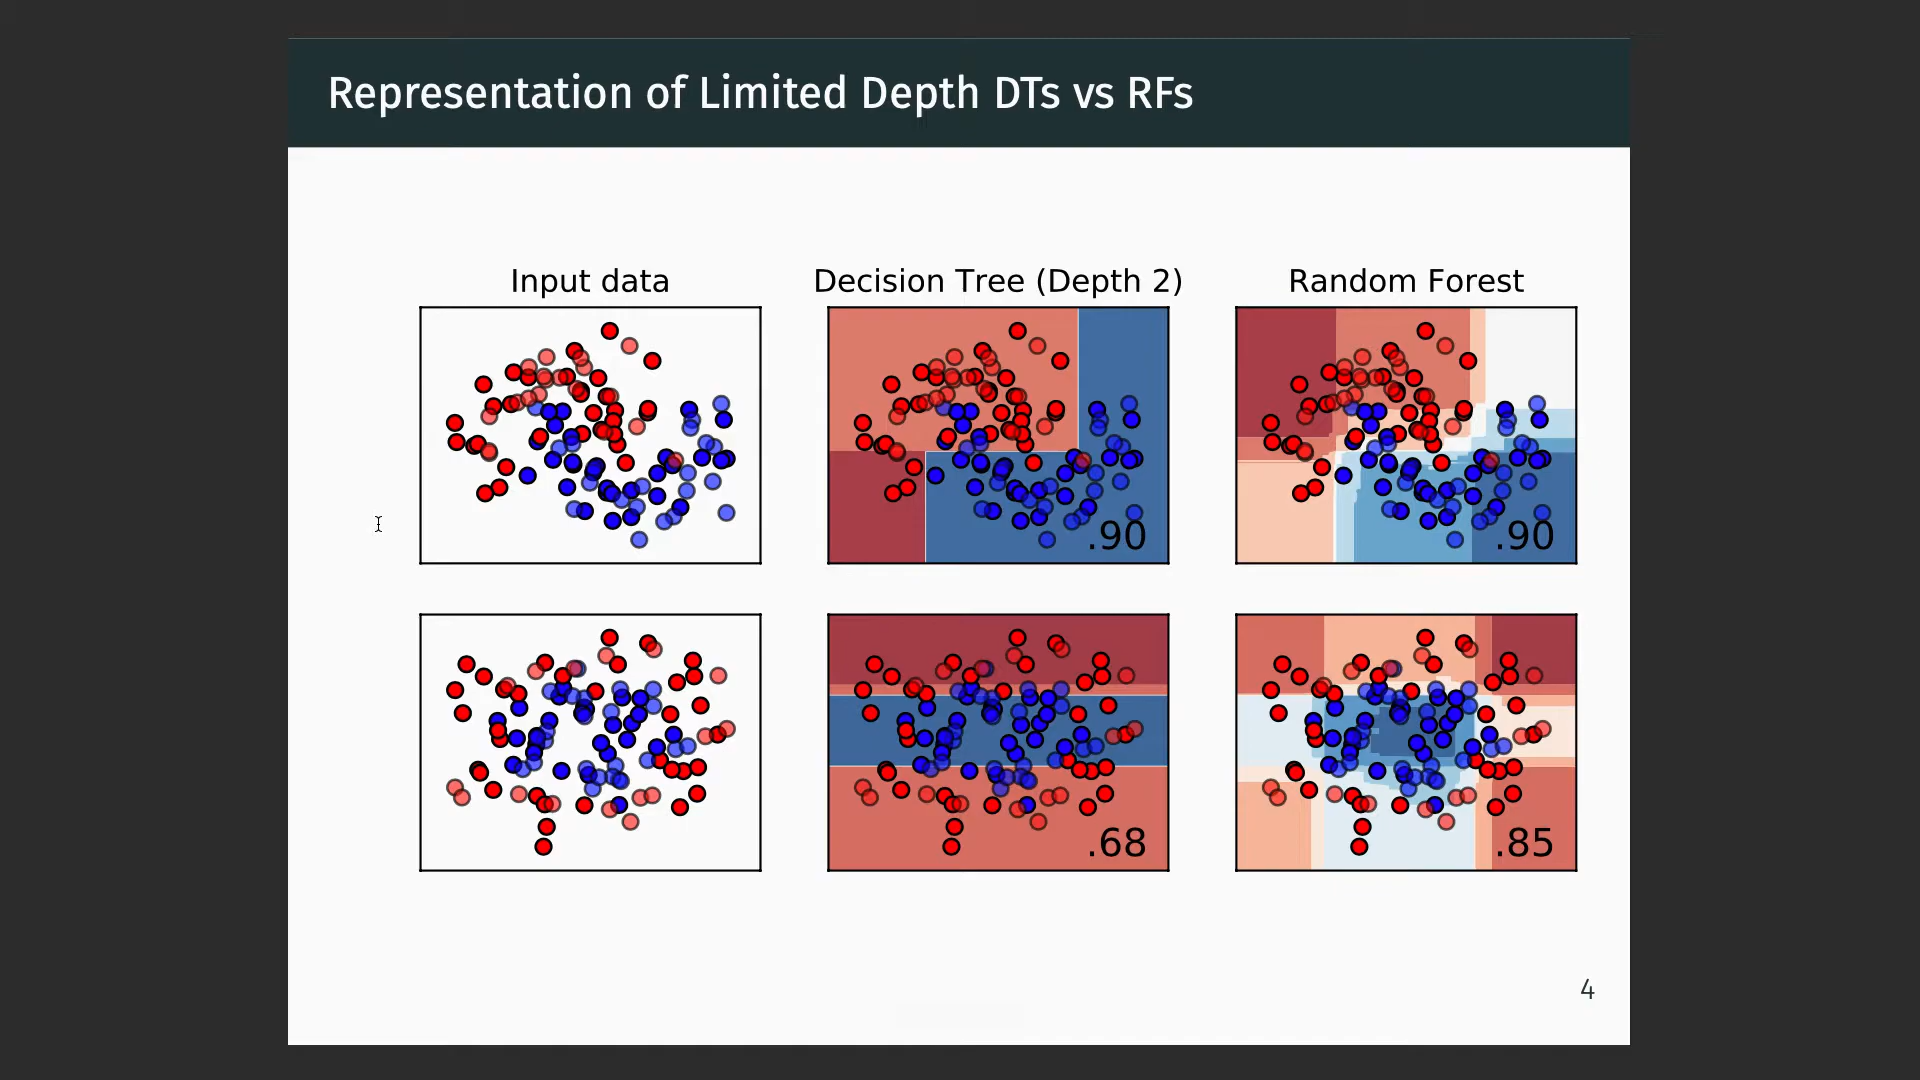 Representation of Limited Depth DTs vs RFs
Input data
Decision Tree (Depth 2)
Random Forest
.90
.90
.68
.85
4